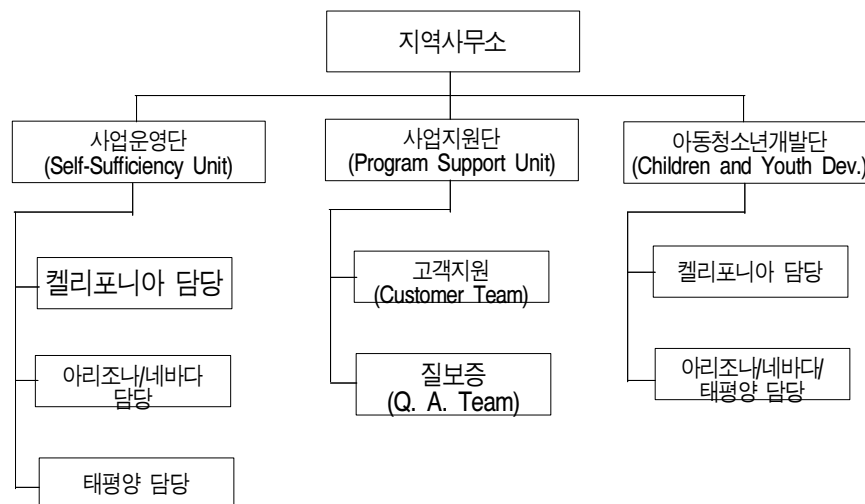 지역사무소
사업운영단
(Self-Sufficiency Unit)
사업지원단
(Program Support Unit)
아동청소년개발단
(Children and Youth Dev.)
켈리포니아 담당
아리조나/네바다
담당
태평양 담당
고객지원
(Customer Team)
질보증
(Q. A. Team)
켈리포니아 담당
아리조나/네바다/
태평양 담당